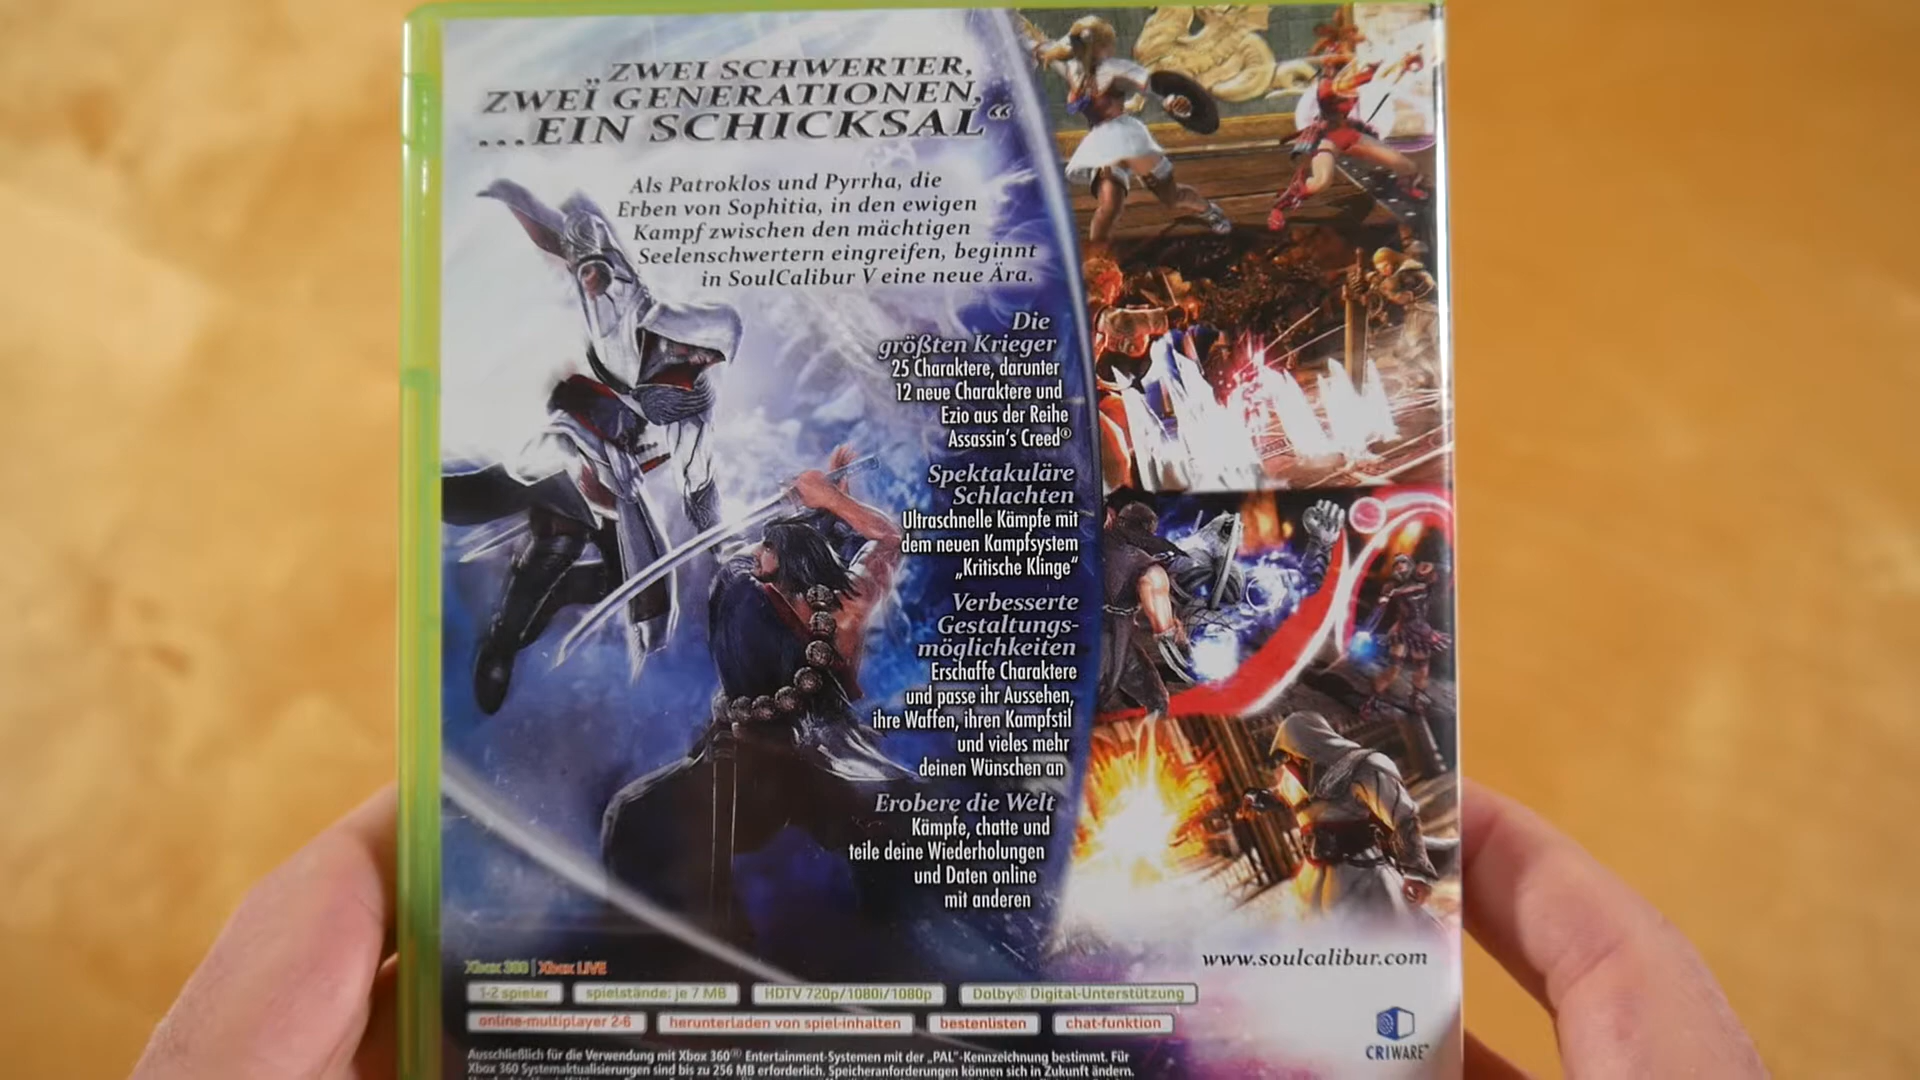 „ZWEI SCHWERTER,
ZWEI GENERATIONEN,
...EIN SCHICKSAL“
Als Patroklos und Pyrrha, die
Erben von Sophitia, in den ewigen
Kampf zwischen den mächtigen
Seelenschwertern eingreifen, beginnt
in SoulCalibur V eine neue Ära.
Die
größten Krieger
25 Charaktere, darunter
12 neue Charaktere und
Ezio aus der Reihe
Assassin's Creed®
Spektakuläre
Schlachten
Ultraschnelle Kämpfe mit
dem neuen Kampfsystem
„Kritische Klinge“
Verbesserte
Gestaltungs-
möglichkeiten
Erschaffe Charaktere
und passe ihr Aussehen,
ihre Waffen, ihren Kampfstil
und vieles mehr
deinen Wünschen an
Erobere die Welt
Kämpfe, chatte und
teile deine Wiederholungen
und Daten online
mit anderen
www.soulcalibur.com
Xbox 360 | Xbox LIVE
1-2 spieler spielstände: je 7 MB HDTV 720p/1080i/1080p Dolby® Digital-Unterstützung
online-multiplayer 2-6 herunterladen von spiel-inhalten bestenlisten chat-funktion
CRIWARE™
Ausschließlich für die Verwendung mit Xbox 360® Entertainment-Systemen mit der „PAL“-Kennzeichnung bestimmt. Für
Xbox 360 Systemaktualisierungen sind bis zu 256 MB erforderlich. Speicheranforderungen können sich in Zukunft ändern.